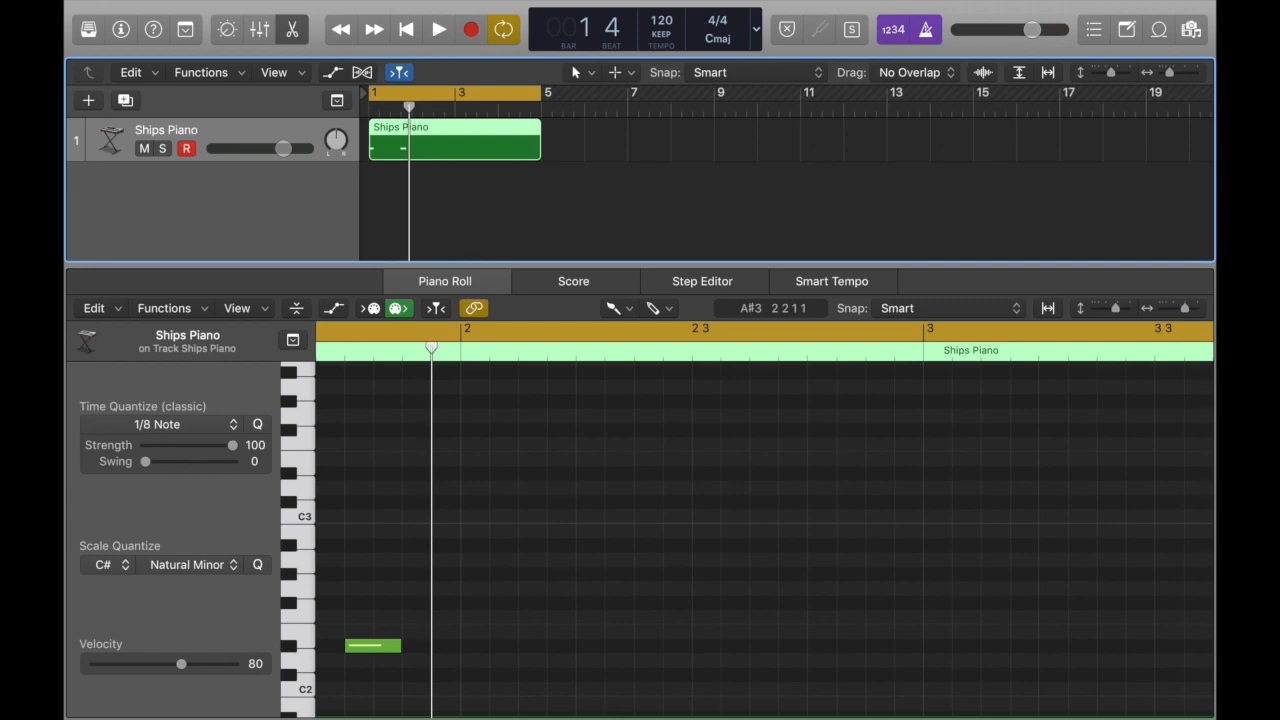 001 4 120 4/4 1234
KEEP Cmaj
BAR BEAT TEMPO
Edit Functions View Snap: Smart Drag: No Overlap
1 3 5 7 9 11 13 15 17 19
Ships Piano
Ships Piano
1
M S R
L R
Piano Roll Score Step Editor Smart Tempo
Edit Functions View A#3 2 2 1 1 Snap: Smart
2 2 3 3 3 3
Ships Piano
on Track Ships Piano
Ships Piano
Time Quantize (classic)
1/8 Note Q
Strength 100
Swing 0
C3
Scale Quantize
C# Natural Minor Q
Velocity
80
C2